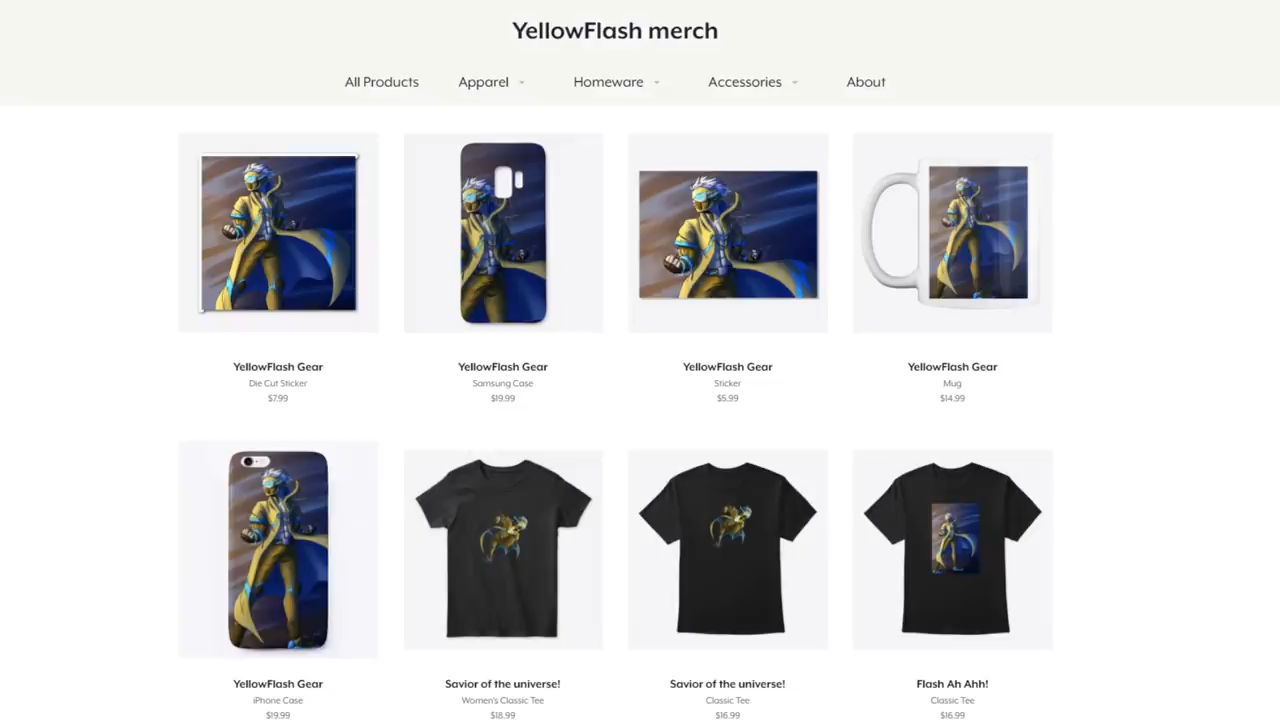 YellowFlash merch
All Products Apparel Homeware Accessories About
YellowFlash Gear YellowFlash Gear YellowFlash Gear YellowFlash Gear
Die Cut Sticker Samsung Case Sticker Mug
$7.99 $19.99 $5.99 $14.99
YellowFlash Gear Savior of the universe! Savior of the universe! Flash Ah Ahh!
iPhone Case Women's Classic Tee Classic Tee Classic Tee
$19.99 $18.99 $16.99 $16.99